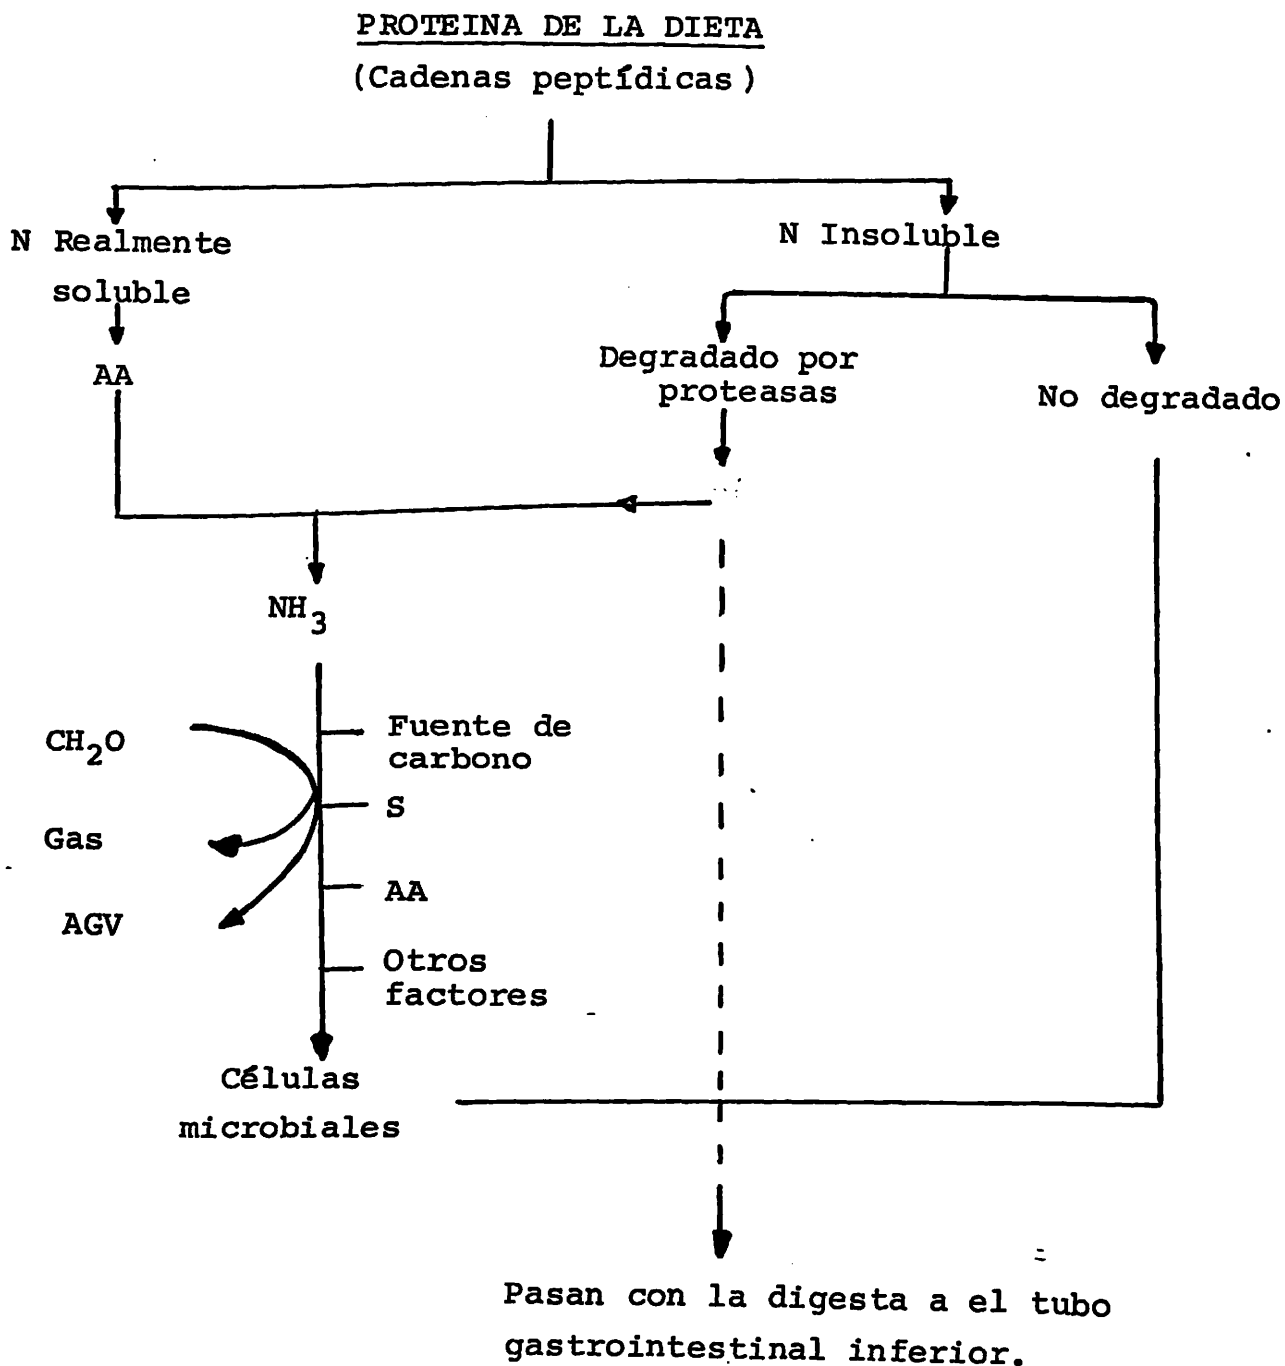 PROTEINA DE LA DIETA
(Cadenas peptídicas)
N Realmente
soluble
N Insoluble
AA
Degradado por
proteasas
No degradado
NH3
CH2O
Fuente de
carbono
S
Gas
AA
AGV
Otros
factores
Células
microbiales
Pasan con la digesta a el tubo
gastrointestinal inferior.